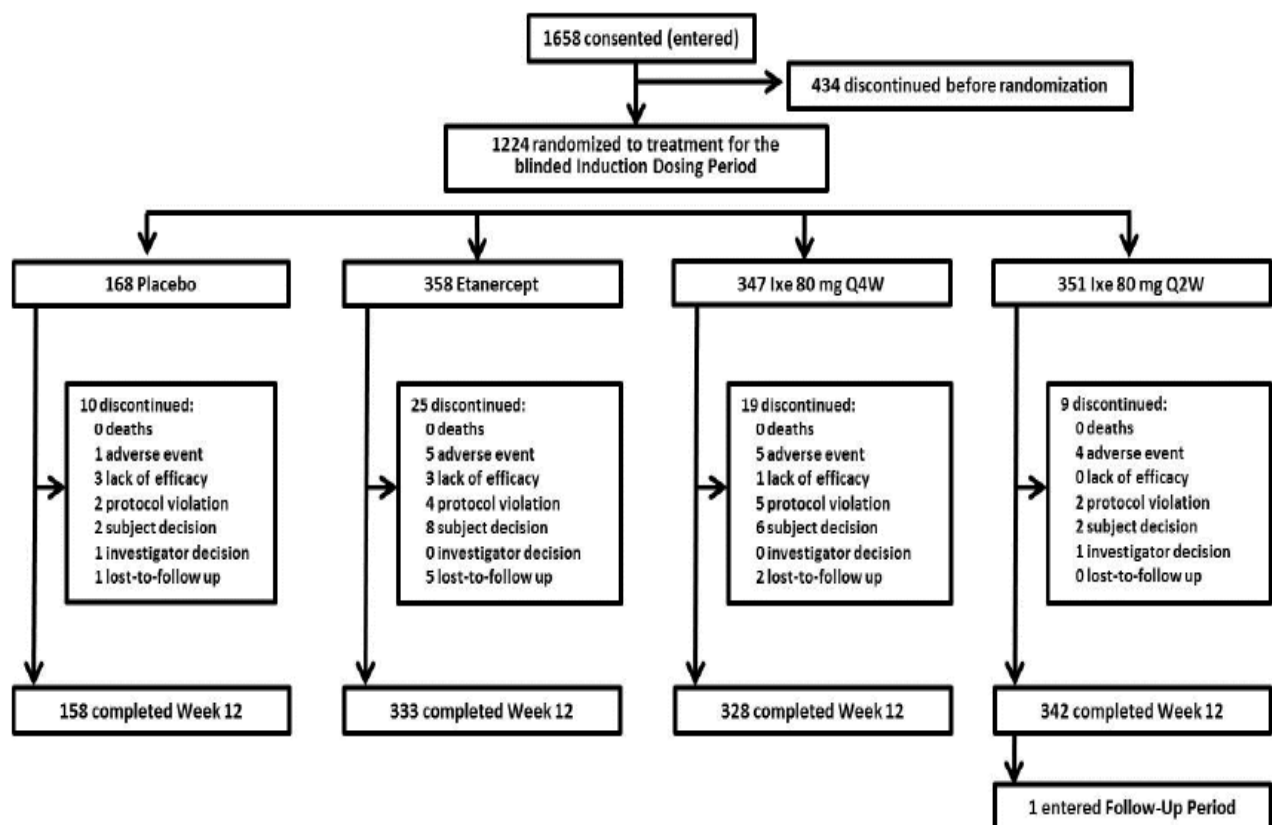 1658 consented (entered)
434 discontinued before randomization
1224 randomized to treatment for the
blinded Induction Dosing Period
168 Placebo
358 Etanercept
347 Ixe 80 mg Q4W
351 Ixe 80 mg Q2W
10 discontinued:
0 deaths
1 adverse event
3 lack of efficacy
2 protocol violation
2 subject decision
1 investigator decision
1 lost-to-follow up
25 discontinued:
0 deaths
5 adverse event
3 lack of efficacy
4 protocol violation
8 subject decision
0 investigator decision
5 lost-to-follow up
19 discontinued:
0 deaths
5 adverse event
1 lack of efficacy
5 protocol violation
6 subject decision
0 investigator decision
2 lost-to-follow up
9 discontinued:
0 deaths
4 adverse event
0 lack of efficacy
2 protocol violation
2 subject decision
1 investigator decision
0 lost-to-follow up
158 completed Week 12
333 completed Week 12
328 completed Week 12
342 completed Week 12
1 entered Follow-Up Period